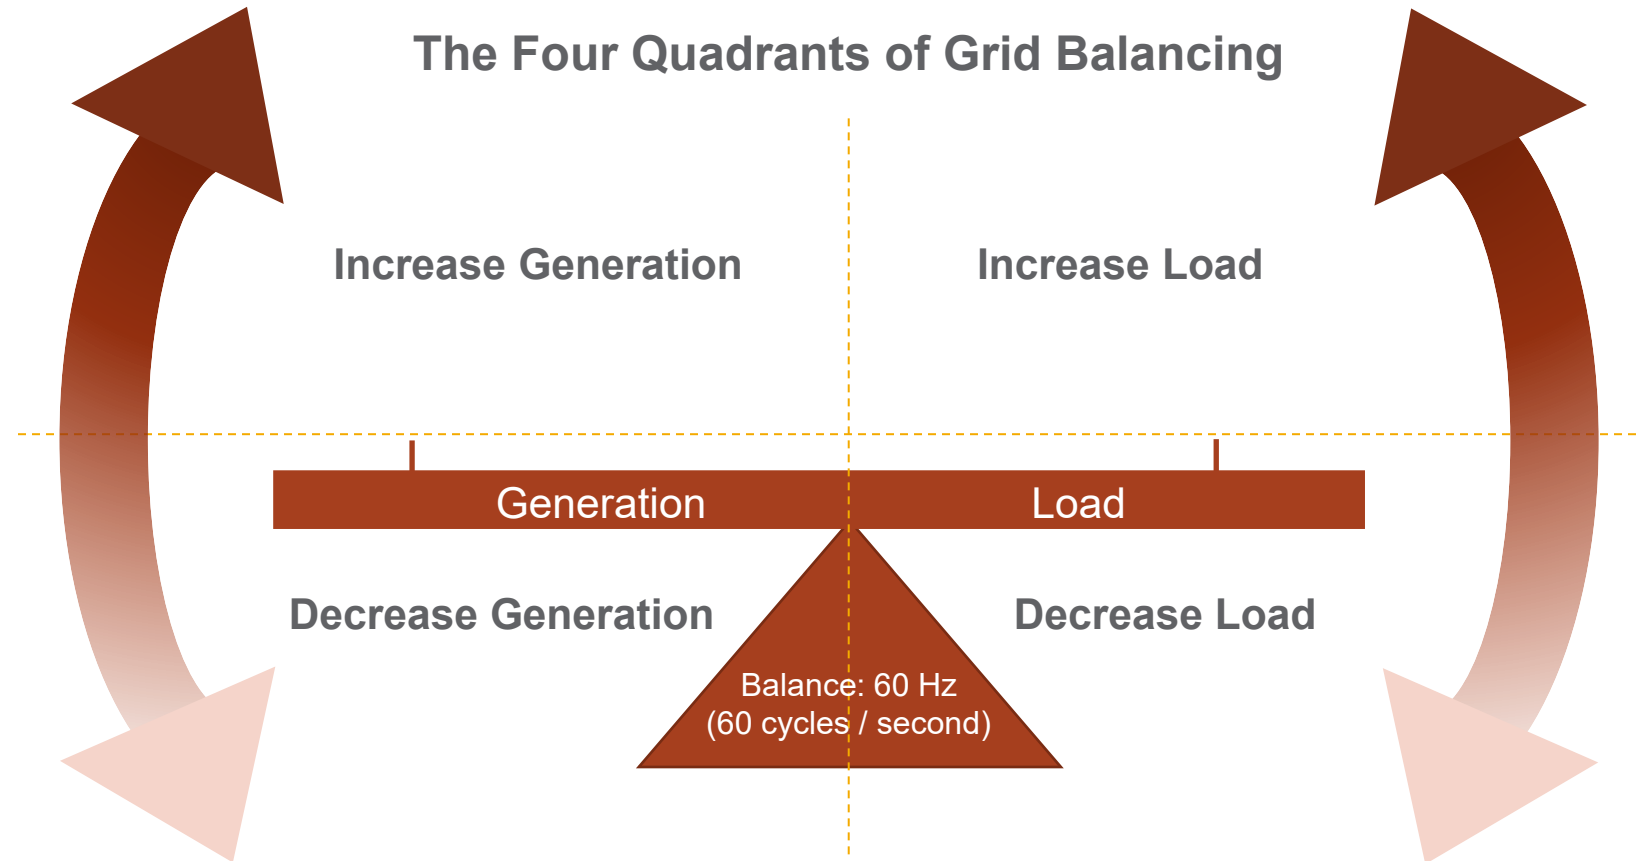 The Four Quadrants of Grid Balancing
Increase Generation
Increase Load
Generation
Load
Decrease Generation
Decrease Load
Balance: 60 Hz
(60 cycles / second)